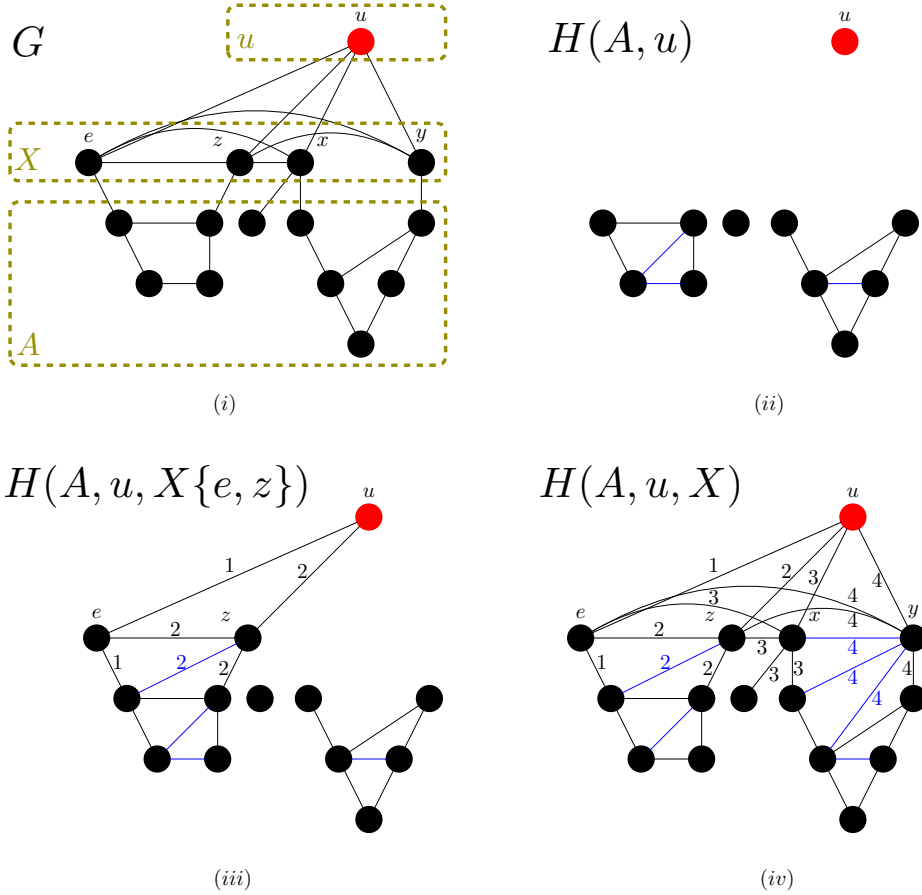 G
u
u
X
e
z
x
y
A
(i)
H(A, u)
u
(ii)
H(A, u, X{e, z})
u
1
2
e
z
2
1
2
2
(iii)
H(A, u, X)
u
1
2
3
4
3
4
4
e
z
x
y
2
3
4
1
2
2
3
3
4
4
4
(iv)